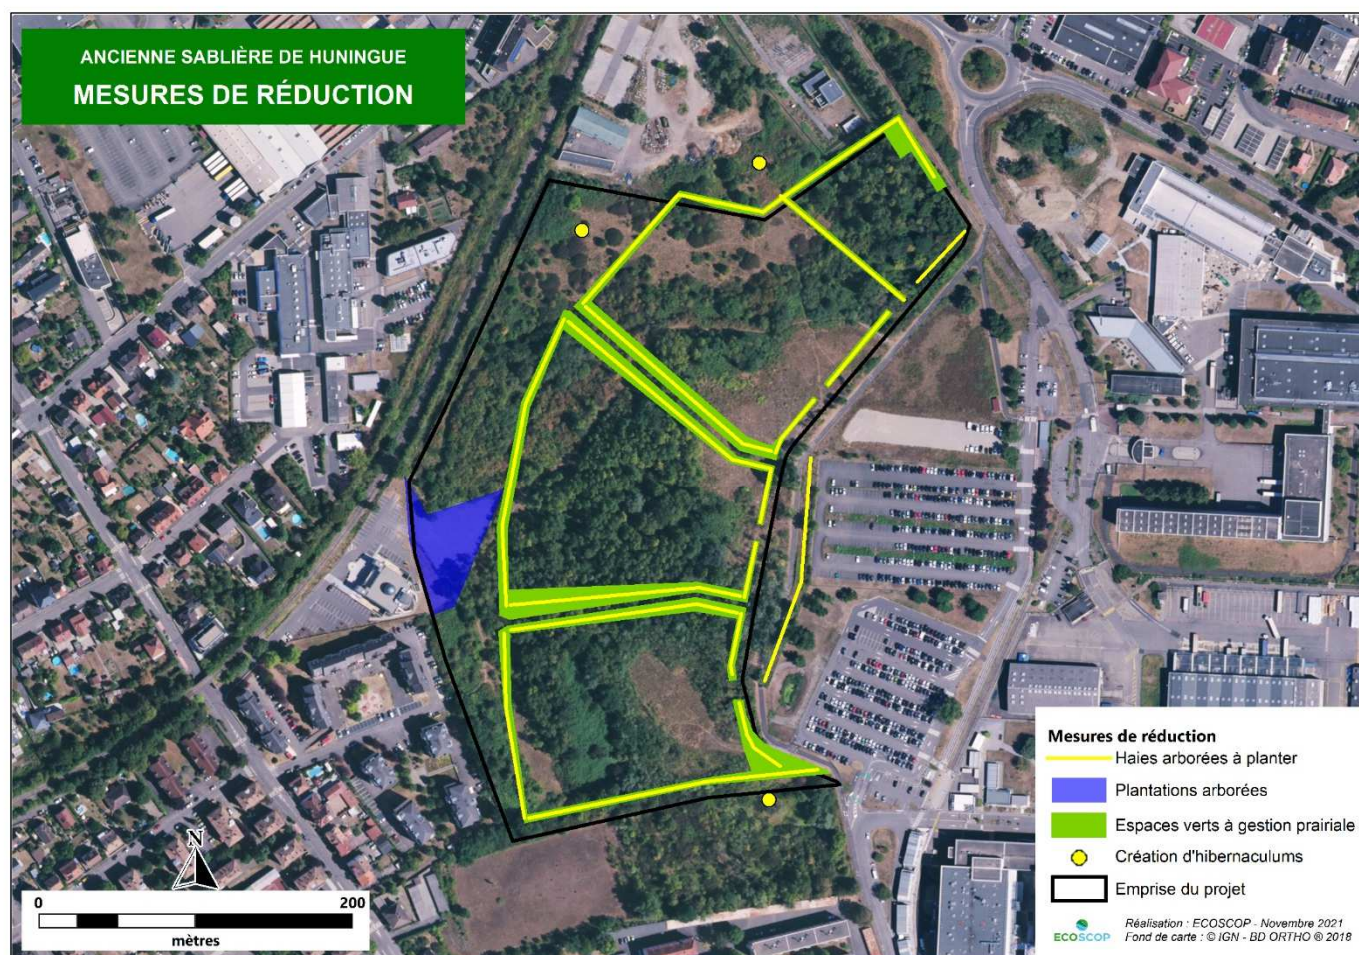 ANCIENNE SABLIÈRE DE HUNINGUE
MESURES DE RÉDUCTION
Mesures de réduction
Haies arborées à planter
Plantations arborées
Espaces verts à gestion prairiale
Création d'hibernaculums
Emprise du projet
ECOSCOP
Réalisation : ECOSCOP - Novembre 2021
Fond de carte : © IGN - BD ORTHO ® 2018
N
0 200
mètres